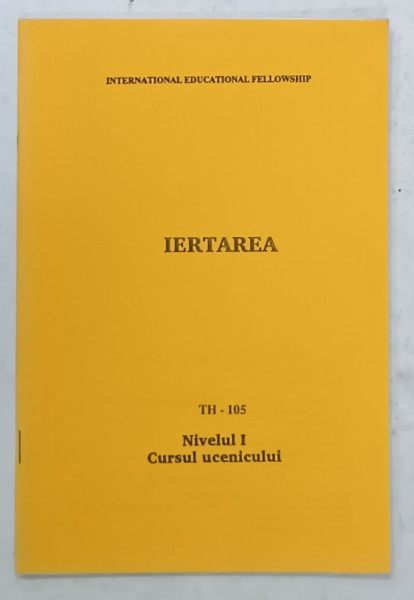 INTERNATIONAL EDUCATIONAL FELLOWSHIP
IERTAREA
TH - 105
Nivelul I
Cursul ucenicului